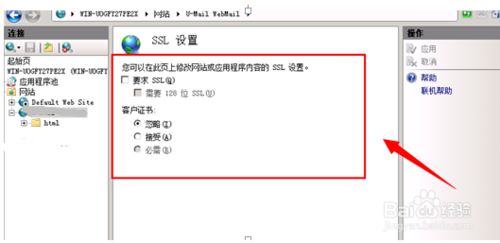 WIN-UOGFY27PE2X ▸ 网站 ▸ U-Mail WebMail
连接
起始页
WIN-UOGFY27PE2X (WIN-UOGFY
应用程序池
网站
Default Web Site
html
SSL 设置
您可以在此页上修改网站或应用程序内容的 SSL 设置。
要求 SSL(Q)
需要 128 位 SSL(V)
客户证书:
忽略(I)
接受(A)
必需(R)
操作
应用
取消
帮助
联机帮助
Baidu 经验
jingyan.baidu.com